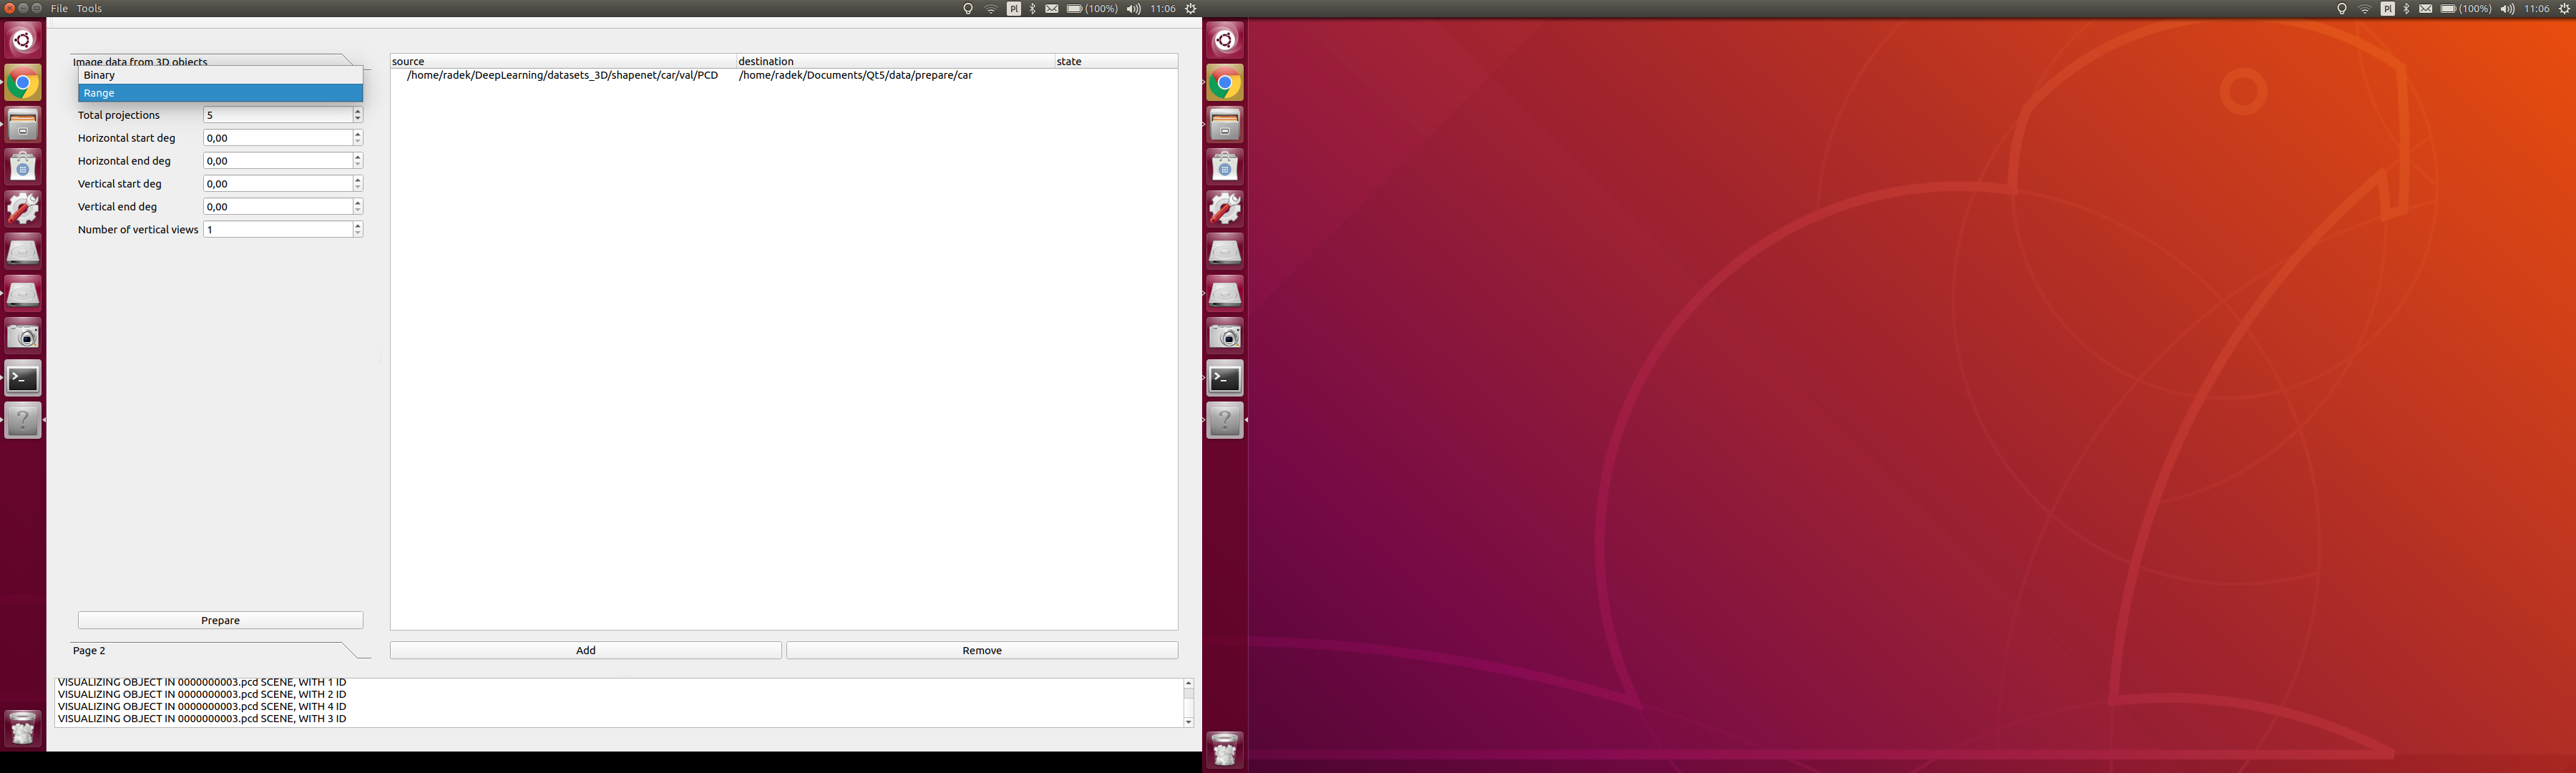 File Tools
Pl (100%) 11:06
Pl (100%) 11:06
Image data from 3D objects
Binary
Range
Total projections 5
Horizontal start deg 0,00
Horizontal end deg 0,00
Vertical start deg 0,00
Vertical end deg 0,00
Number of vertical views 1
Prepare
Page 2
source destination state
/home/radek/DeepLearning/datasets_3D/shapenet/car/val/PCD /home/radek/Documents/Qt5/data/prepare/car
Add Remove
VISUALIZING OBJECT IN 0000000003.pcd SCENE, WITH 1 ID
VISUALIZING OBJECT IN 0000000003.pcd SCENE, WITH 2 ID
VISUALIZING OBJECT IN 0000000003.pcd SCENE, WITH 4 ID
VISUALIZING OBJECT IN 0000000003.pcd SCENE, WITH 3 ID